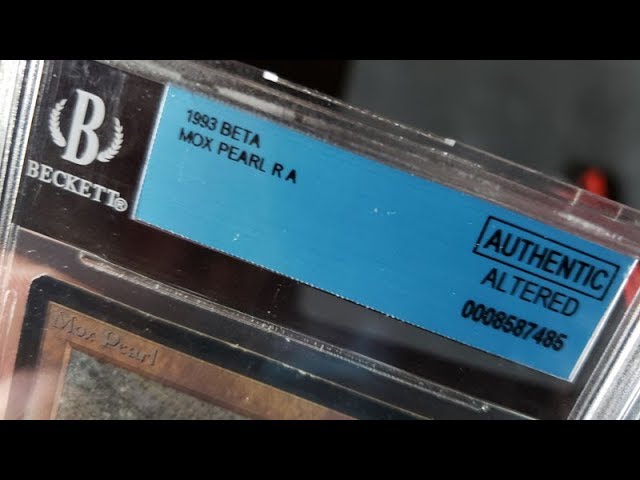 B
BECKETT®
1993 BETA
MOX PEARL R A
AUTHENTIC
ALTERED
0008587485
Mox Pearl